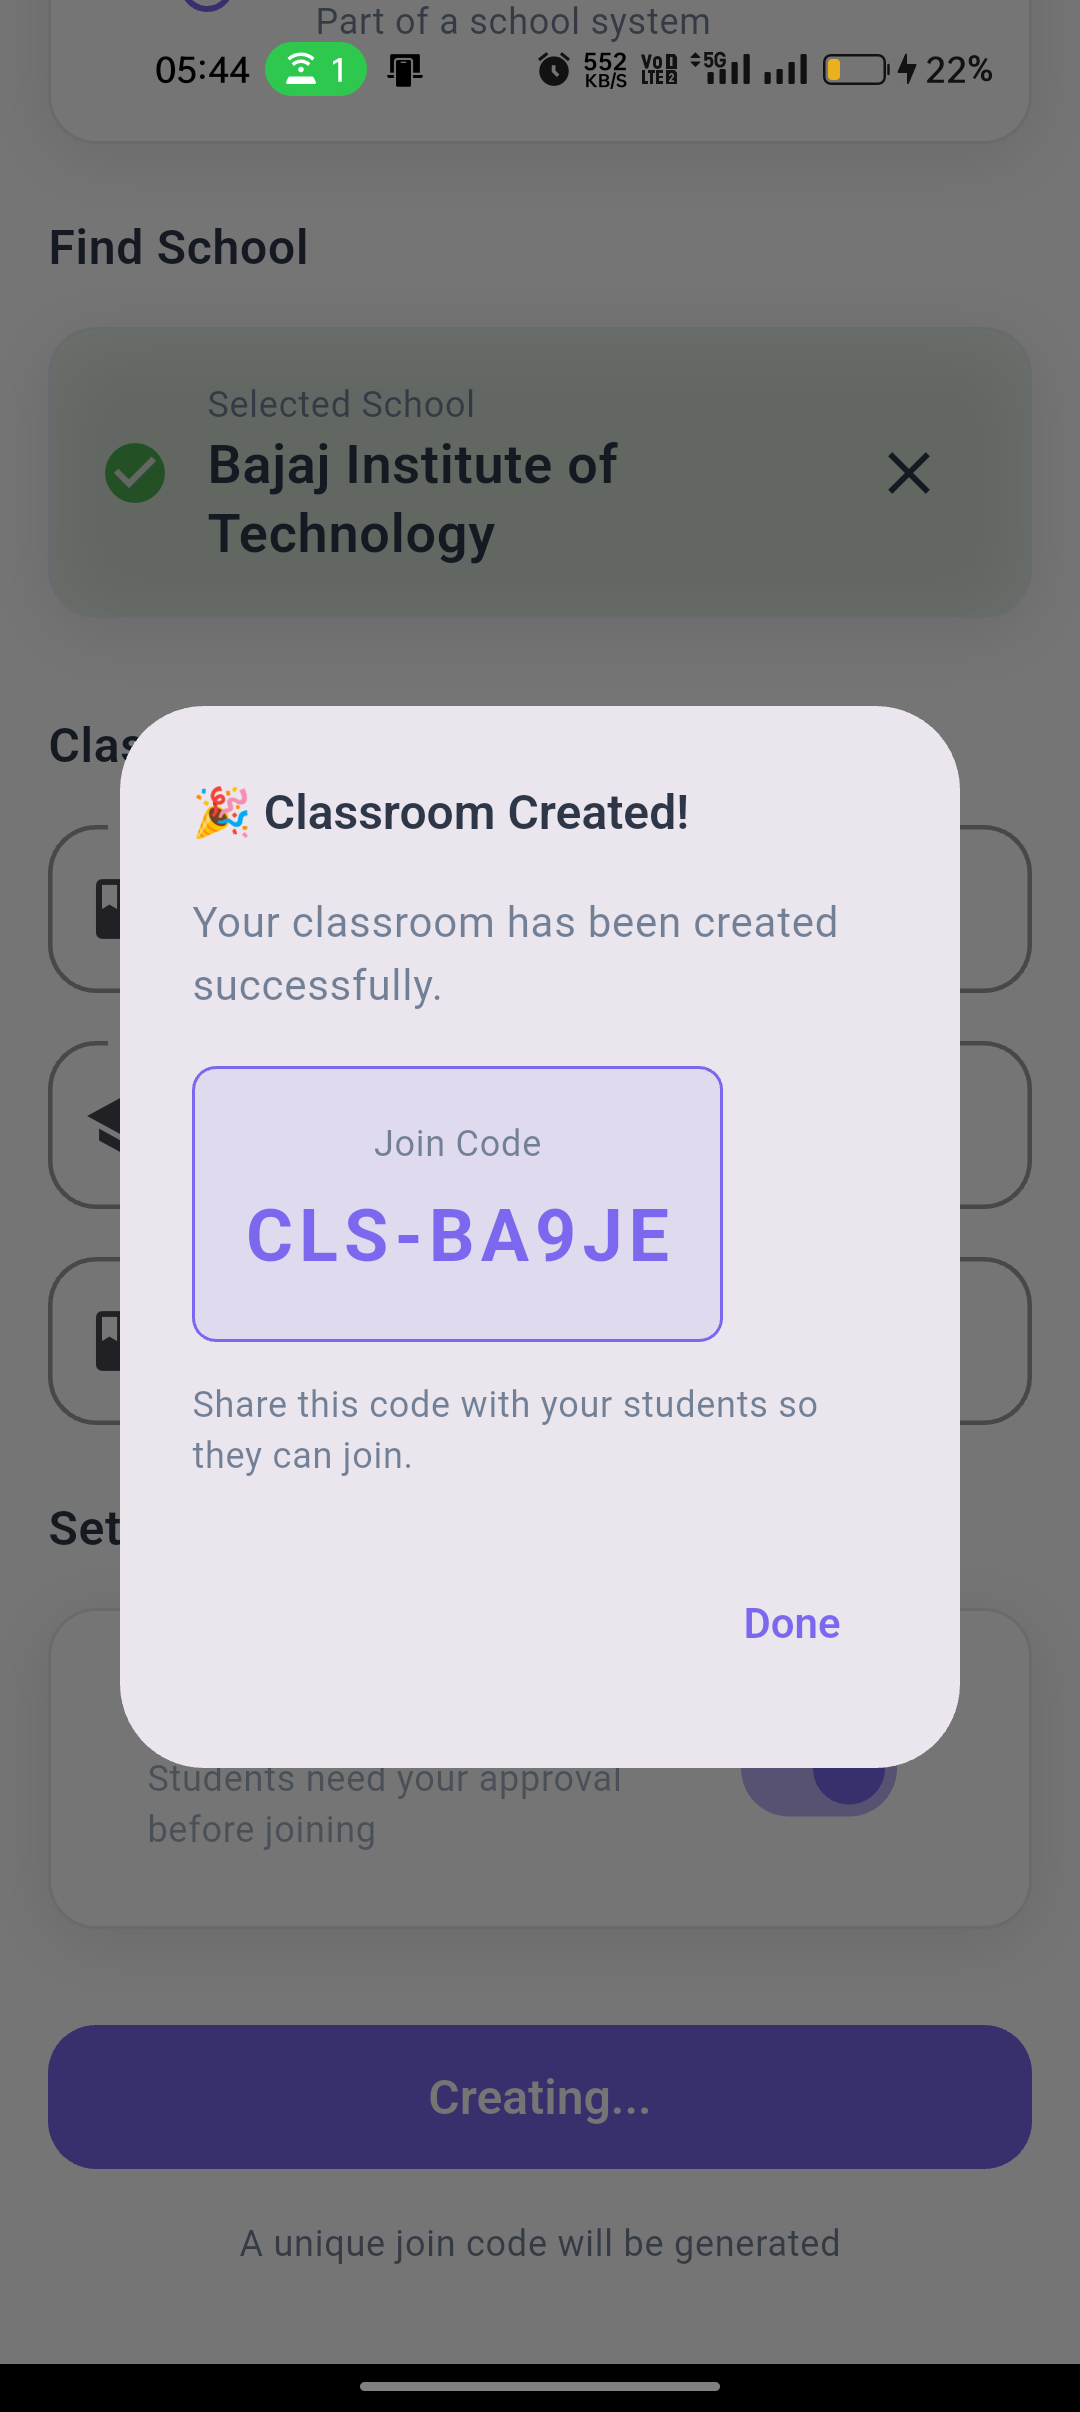 Part of a school system
05:44
1
552
KB/S
Vo D
LTE 2
5G
22%
Find School
Selected School
Bajaj Institute of
Technology
Clas
🎉 Classroom Created!
Your classroom has been created
successfully.
Join Code
CLS-BA9JE
Share this code with your students so
they can join.
Set
Done
Students need your approval
before joining
Creating...
A unique join code will be generated